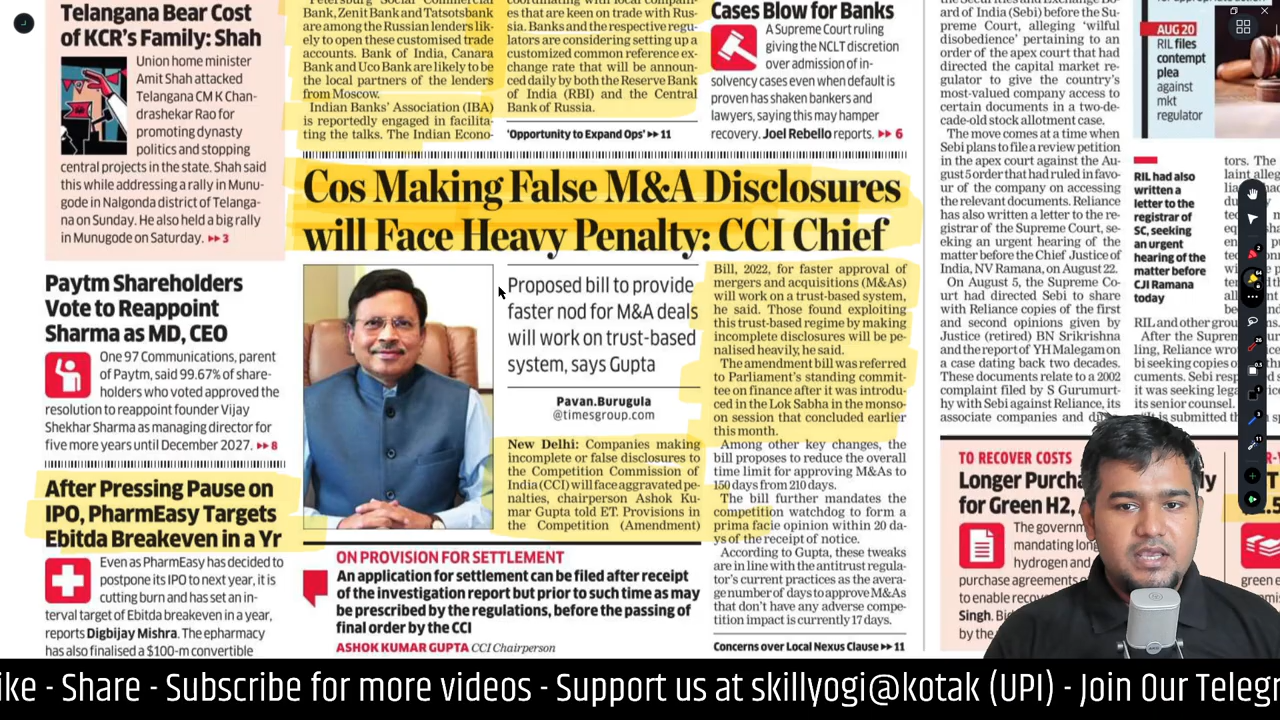 Telangana Bear Cost
of KCR's Family: Shah
Union home minister
Amit Shah attacked
Telangana CM K Chan-
drashekar Rao for
promoting dynasty
politics and stopping
central projects in the state. Shah said
this while addressing a rally in Munu-
gode in Nalgonda district of Telanga-
na on Sunday. He also held a big rally
in Munugode on Saturday. ▸▸ 3
Paytm Shareholders
Vote to Reappoint
Sharma as MD, CEO
One 97 Communications, parent
of Paytm, said 99.67% of share-
holders who voted approved the
resolution to reappoint founder Vijay
Shekhar Sharma as managing director for
five more years until December 2027. ▸▸ 8
After Pressing Pause on
IPO, PharmEasy Targets
Ebitda Breakeven in a Yr
Even as PharmEasy has decided to
postpone its IPO to next year, it is
cutting burn and has set an in-
terval target of Ebitda breakeven in a year,
reports Digbijay Mishra. The epharmacy
has also finalised a $100-m convertible
Bank, Zenit Bank and Tatsotsbank
are among the Russian lenders lik-
ely to open these customised trade
accounts. Bank of India, Canara
Bank and Uco Bank are likely to be
the local partners of the lenders
from Moscow.
Indian Banks' Association (IBA)
is reportedly engaged in facilita-
ting the talks. The Indian Econo-
es that are keen on trade with Rus-
sia. Banks and the respective regu-
lators are considering setting up a
customized common reference ex-
change rate that will be announ-
ced daily by both the Reserve Bank
of India (RBI) and the Central
Bank of Russia.
'Opportunity to Expand Ops' ▸▸ 11
Cases Blow for Banks
A Supreme Court ruling
giving the NCLT discretion
over admission of in-
solvency cases even when default is
proven has shaken bankers and
lawyers, saying this may hamper
recovery. Joel Rebello reports. ▸▸ 6
Cos Making False M&A Disclosures
will Face Heavy Penalty: CCI Chief
Proposed bill to provide
faster nod for M&A deals
will work on trust-based
system, says Gupta
Pavan.Burugula
@timesgroup.com
New Delhi: Companies making
incomplete or false disclosures to
the Competition Commission of
India (CCI) will face aggravated pe-
nalties, chairperson Ashok Ku-
mar Gupta told ET. Provisions in
the Competition (Amendment)
Bill, 2022, for faster approval of
mergers and acquisitions (M&As)
will work on a trust-based system,
he said. Those found exploiting
this trust-based regime by making
incomplete disclosures will be pe-
nalised heavily, he said.
The amendment bill was referred
to Parliament's standing commit-
tee on finance after it was introdu-
ced in the Lok Sabha in the monso-
on session that concluded earlier
this month.
Among other key changes, the
bill proposes to reduce the overall
time limit for approving M&As to
150 days from 210 days.
The bill further mandates the
competition watchdog to form a
prima facie opinion within 20 da-
ys of the receipt of notice.
According to Gupta, these tweaks
are in line with the antitrust regula-
tor's current practices as the avera-
ge number of days to approve M&As
that don't have any adverse compe-
tition impact is currently 17 days.
Concerns over Local Nexus Clause ▸▸ 11
ON PROVISION FOR SETTLEMENT
An application for settlement can be filed after receipt
of the investigation report but prior to such time as may
be prescribed by the regulations, before the passing of
final order by the CCI
ASHOK KUMAR GUPTA CCI Chairperson
board of India (Sebi) before the Su-
preme Court, alleging 'wilful
disobedience' pertaining to an
order of the apex court that had
directed the capital market re-
gulator to give the country's
most-valued company access to
certain documents in a two-de-
cade-old stock allotment case.
The move comes at a time when
Sebi plans to file a review petition
in the apex court against the Au-
gust 5 order that had ruled in favo-
ur of the company on accessing
the relevant documents. Reliance
has also written a letter to the re-
gistrar of the Supreme Court, se-
eking an urgent hearing of the
matter before the Chief Justice of
India, NV Ramana, on August 22.
On August 5, the Supreme Co-
urt had directed Sebi to share
with Reliance copies of the first
and second opinions given by
Justice (retired) BN Srikrishna
and the report of YH Malegam on
a case dating back two decades.
These documents relate to a 2002
complaint filed by S Gurumurt-
hy with Sebi against Reliance, its
associate companies and
AUG 20
RIL files
contempt
plea
against
mkt
regulator
RIL had also
written a
letter to the
registrar of
SC, seeking
an urgent
hearing of the
matter before
CJI Ramana
today
tors. The
RIL and other
After the
ling, Reliance
bi seeking copies
cuments. Sebi
it was seeking
its senior counsel.
is submitted
TO RECOVER COSTS
Longer
for Green H2,
The
mandating
hydrogen and
purchase agreements
to enable
Singh.
by the
green
like - Share - Subscribe for more videos - Support us at skillyogi@kotak (UPI) - Join Our